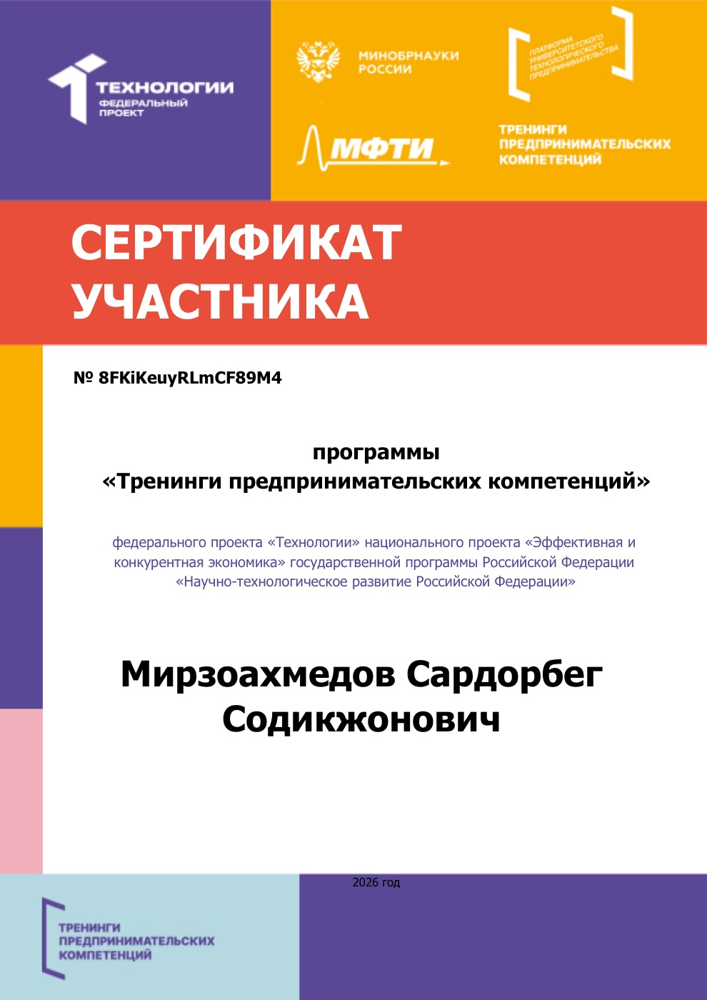 ТЕХНОЛОГИИ
ФЕДЕРАЛЬНЫЙ
ПРОЕКТ
МИНОБРНАУКИ
РОССИИ
ПЛАТФОРМА
УНИВЕРСИТЕТСКОГО
ТЕХНОЛОГИЧЕСКОГО
ПРЕДПРИНИМАТЕЛЬСТВА
МФТИ
ТРЕНИНГИ
ПРЕДПРИНИМАТЕЛЬСКИХ
КОМПЕТЕНЦИЙ
СЕРТИФИКАТ
УЧАСТНИКА
№ 8FKiKeuyRLmCF89M4
программы
«Тренинги предпринимательских компетенций»
федерального проекта «Технологии» национального проекта «Эффективная и
конкурентная экономика» государственной программы Российской Федерации
«Научно-технологическое развитие Российской Федерации»
Мирзоахмедов Сардорбег
Содикжонович
2026 год
ТРЕНИНГИ
ПРЕДПРИНИМАТЕЛЬСКИХ
КОМПЕТЕНЦИЙ